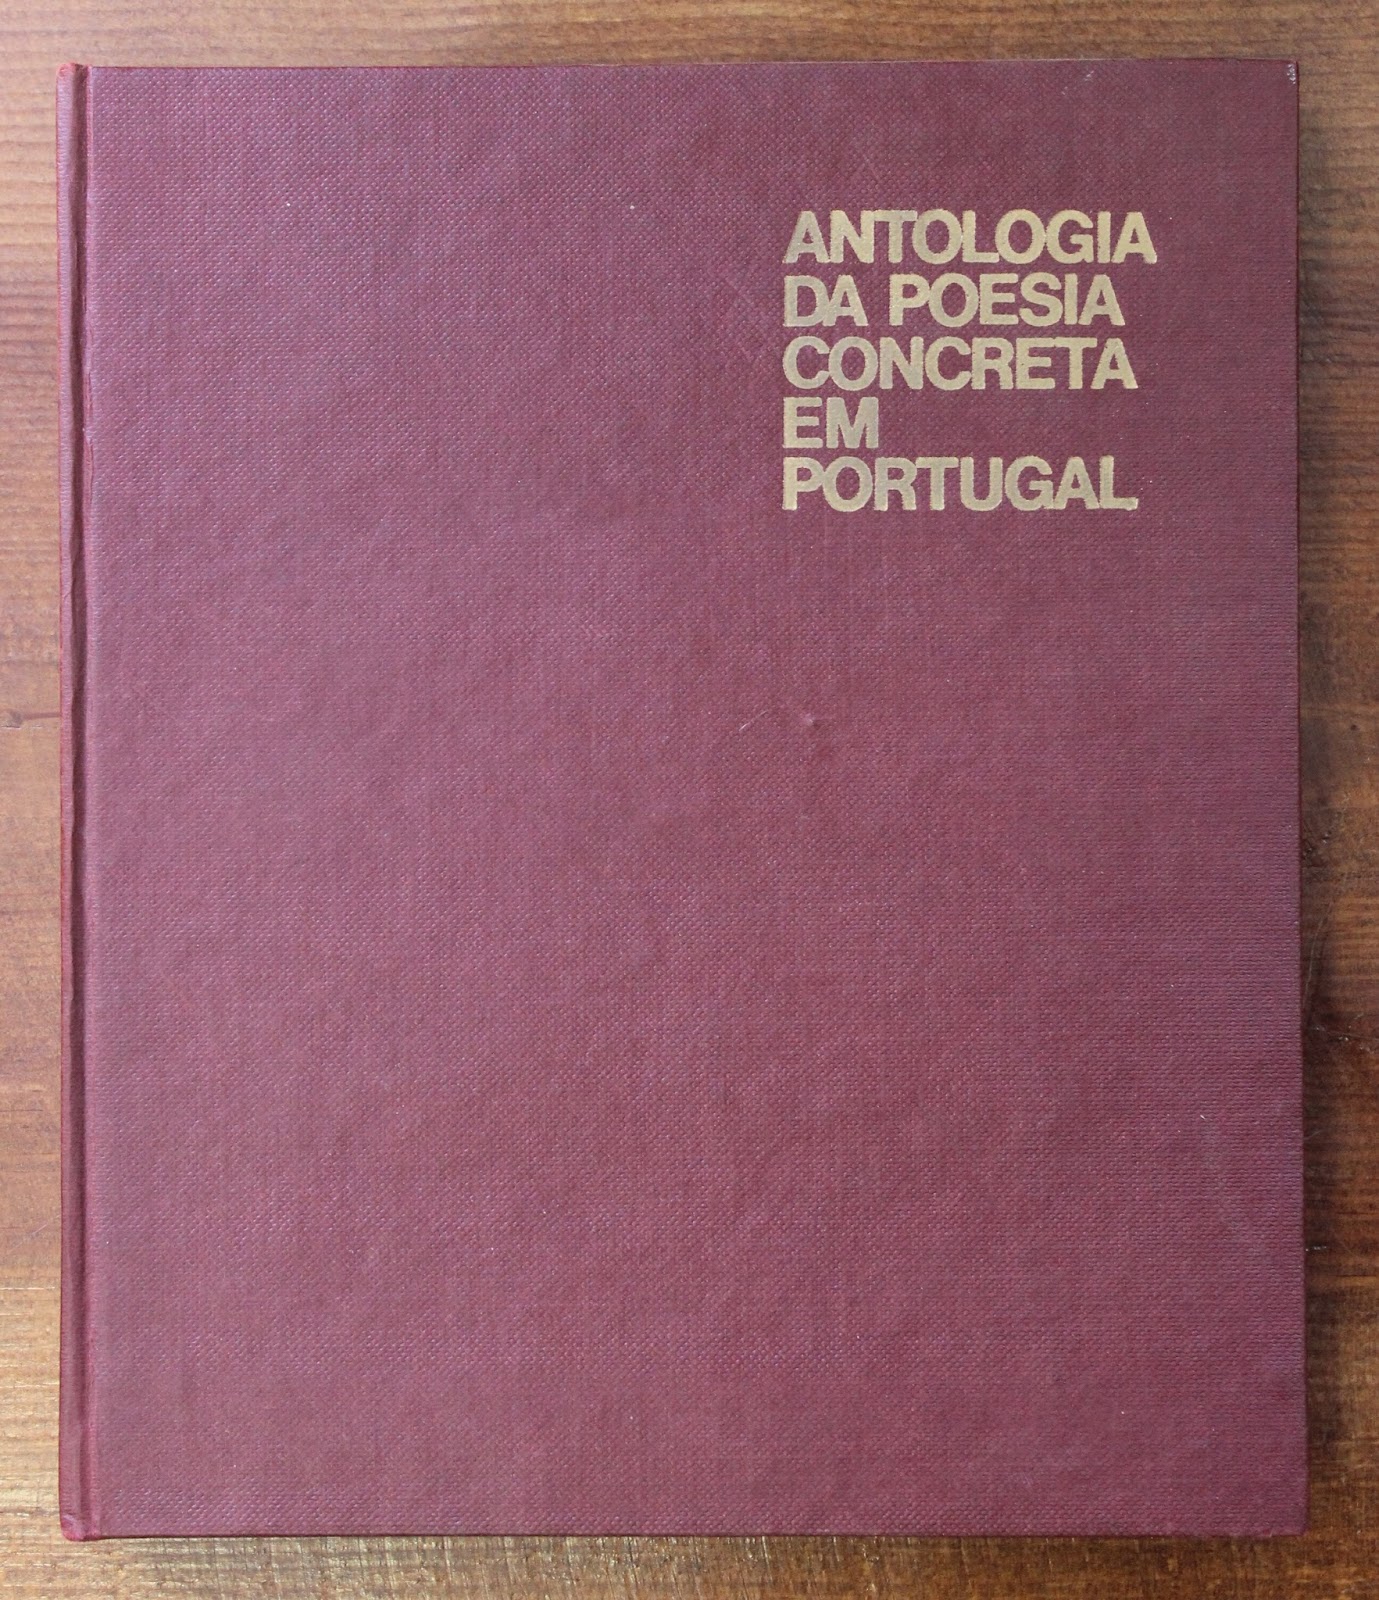 ANTOLOGIA
DA POESIA
CONCRETA
EM
PORTUGAL